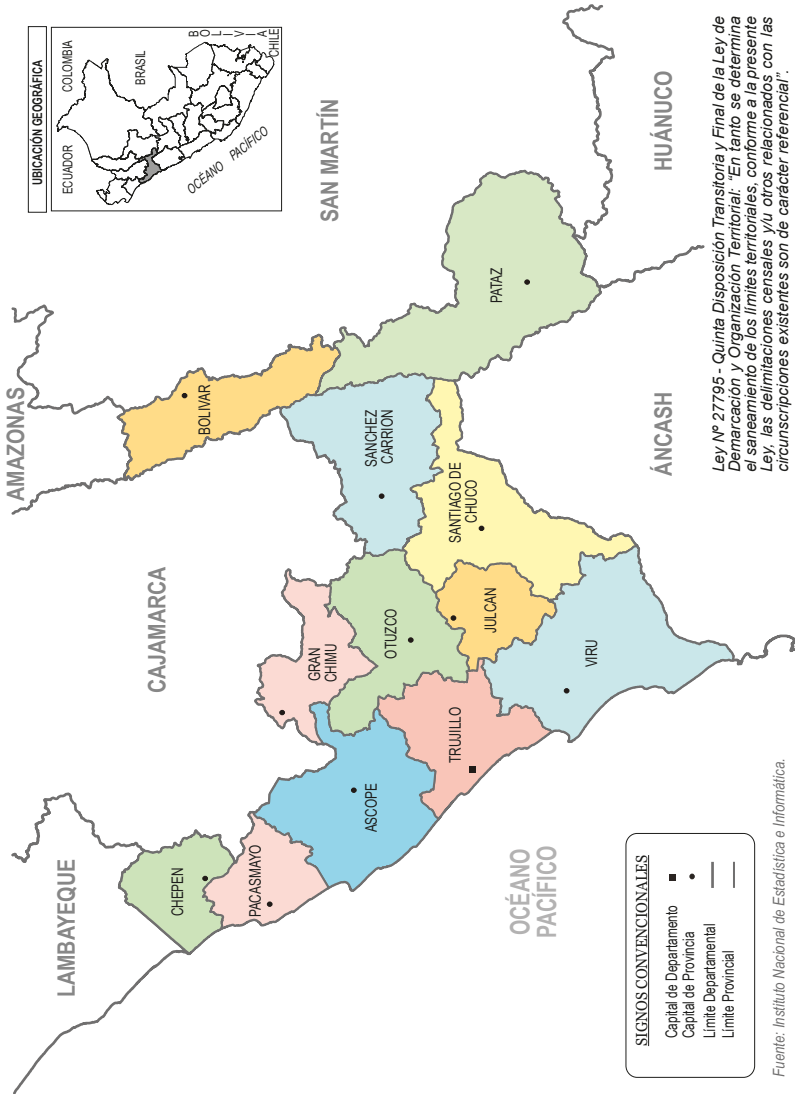 UBICACIÓN GEOGRÁFICA
ECUADOR
COLOMBIA
BRASIL
BOLIVIA
CHILE
OCÉANO PACÍFICO
LAMBAYEQUE
CAJAMARCA
AMAZONAS
SAN MARTÍN
HUÁNUCO
ÁNCASH
OCÉANO
PACÍFICO
CHEPEN
PACASMAYO
ASCOPE
GRAN
CHIMU
OTUZCO
TRUJILLO
JULCAN
VIRU
SANTIAGO DE
CHUCO
SANCHEZ
CARRION
BOLIVAR
PATAZ
SIGNOS CONVENCIONALES
Capital de Departamento
Capital de Provincia
Límite Departamental
Límite Provincial
Fuente: Instituto Nacional de Estadística e Informática.
Ley Nº 27795 - Quinta Disposición Transitoria y Final de la Ley de
Demarcación y Organización Territorial: "En tanto se determina
el saneamiento de los límites territoriales, conforme a la presente
Ley, las delimitaciones censales y/u otros relacionados con las
circunscripciones existentes son de carácter referencial".